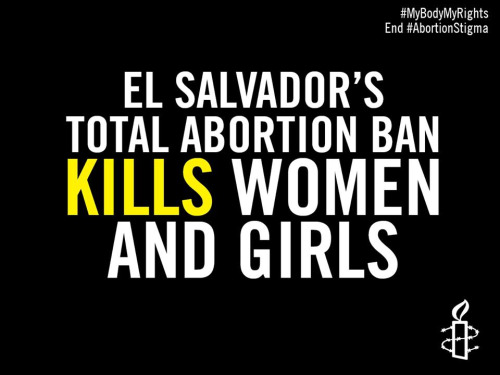 #MyBodyMyRights
End #AbortionStigma
EL SALVADOR'S
TOTAL ABORTION BAN
KILLS WOMEN
AND GIRLS